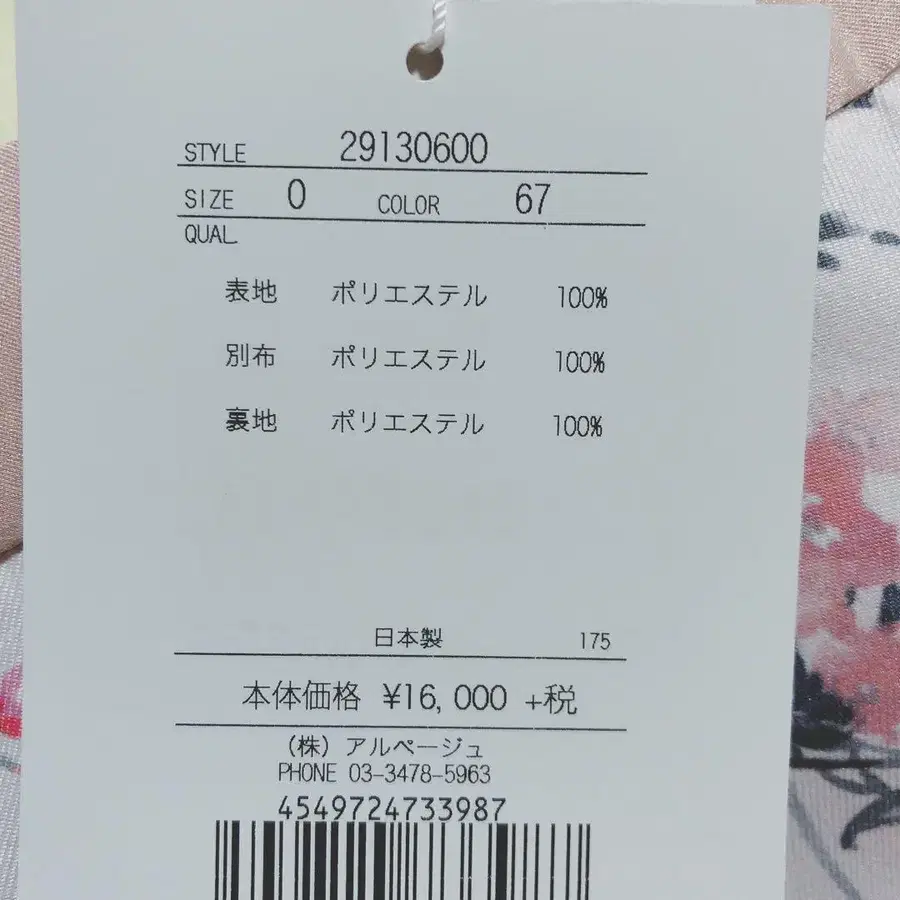 STYLE 29130600
SIZE 0 COLOR 67
QUAL
表地 ポリエステル 100%
別布 ポリエステル 100%
裏地 ポリエステル 100%
日本製 175
本体価格 ¥16,000 +税
(株) アルページュ
PHONE 03-3478-5963
4549724733987